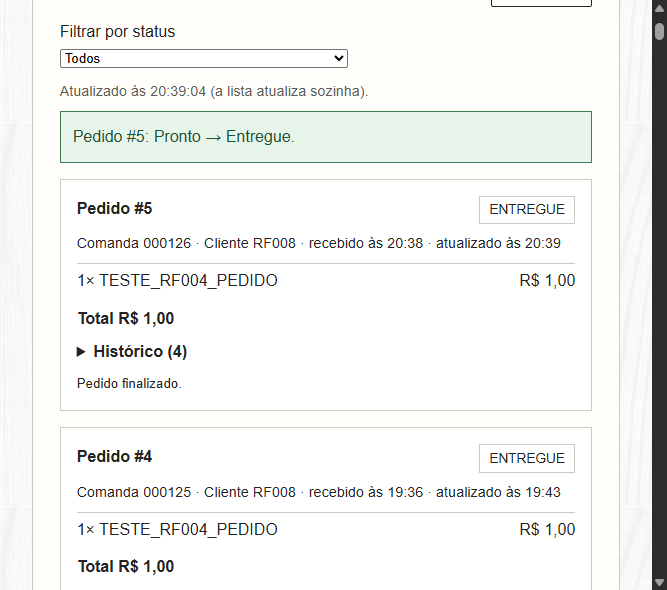 Filtrar por status
Todos
Atualizado às 20:39:04 (a lista atualiza sozinha).
Pedido #5: Pronto → Entregue.
Pedido #5
ENTREGUE
Comanda 000126 · Cliente RF008 · recebido às 20:38 · atualizado às 20:39
1× TESTE_RF004_PEDIDO R$ 1,00
Total R$ 1,00
▶ Histórico (4)
Pedido finalizado.
Pedido #4
ENTREGUE
Comanda 000125 · Cliente RF008 · recebido às 19:36 · atualizado às 19:43
1× TESTE_RF004_PEDIDO R$ 1,00
Total R$ 1,00